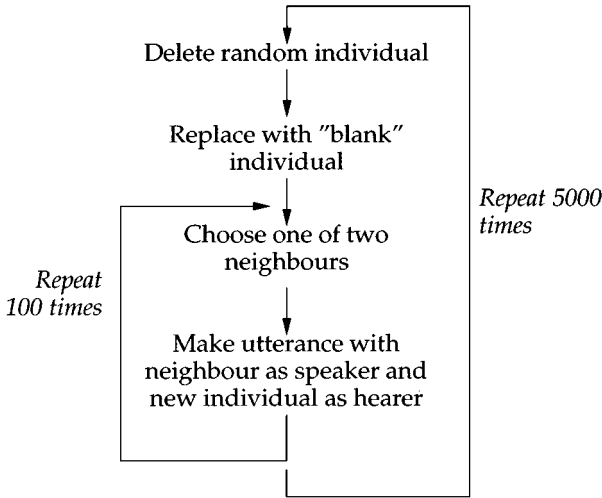 Delete random individual
Replace with "blank"
individual
Repeat 5000
times
Choose one of two
neighbours
Repeat
100 times
Make utterance with
neighbour as speaker and
new individual as hearer